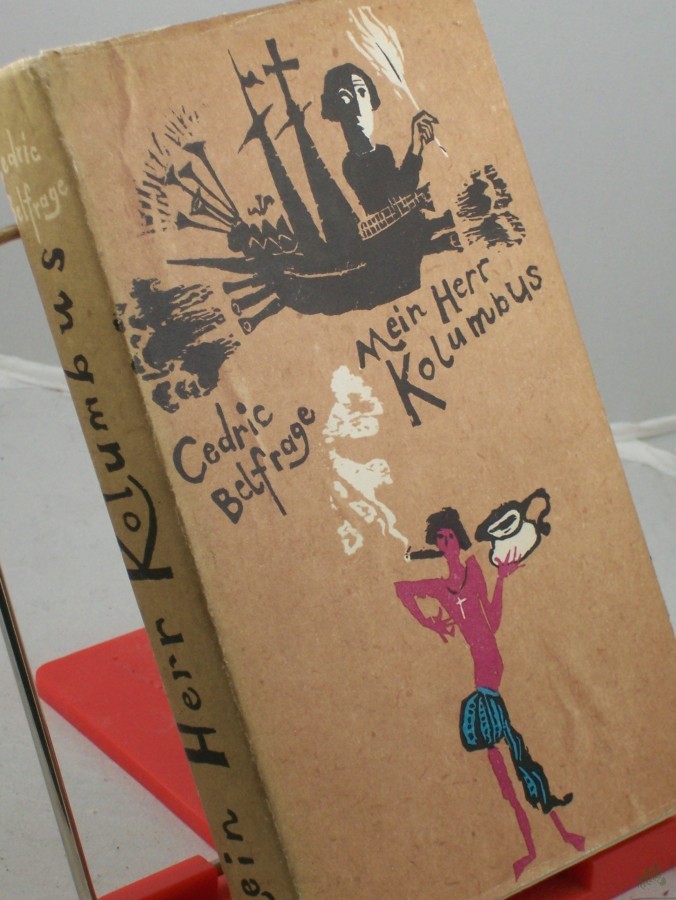 Mein Herr
Kolumbus
Cedric
Belfrage
Cedric
Belfrage
Mein Herr Kolumbus